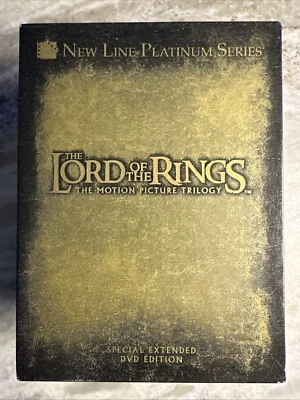 NEW LINE PLATINUM SERIES
THE
LORD OF THE RINGS
THE MOTION PICTURE TRILOGY
SPECIAL EXTENDED
DVD EDITION